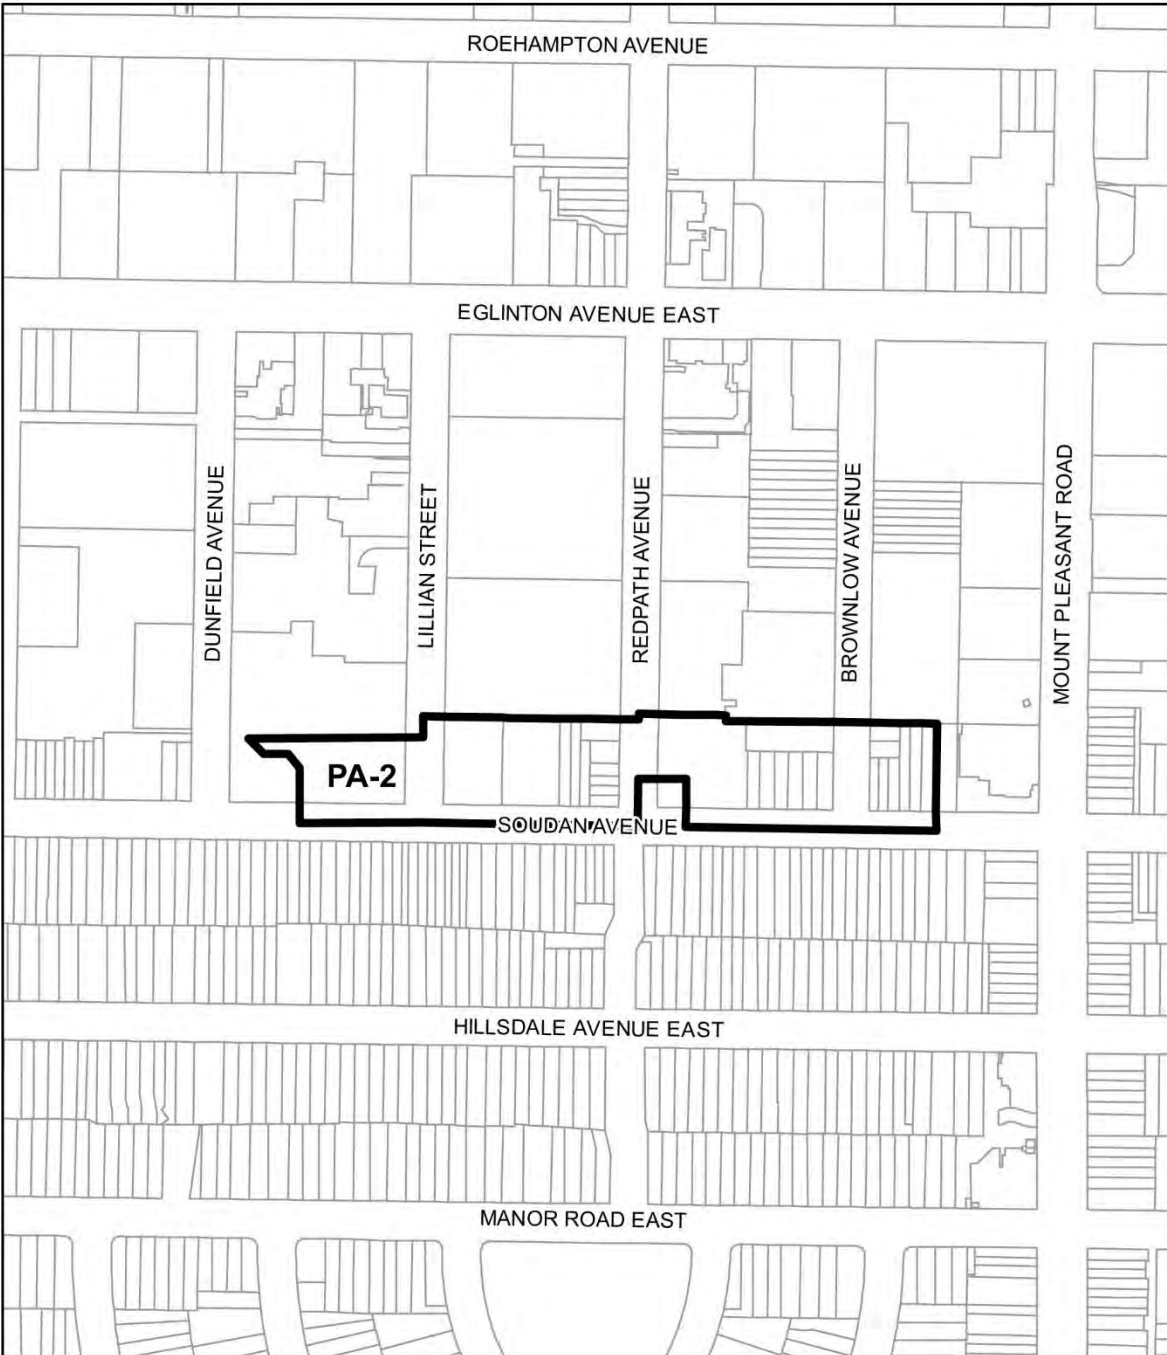 ROEHAMPTON AVENUE
EGLINTON AVENUE EAST
DUNFIELD AVENUE
LILLIAN STREET
REDPATH AVENUE
BROWNLOW AVENUE
MOUNT PLEASANT ROAD
PA-2
SOUDAN AVENUE
HILLSDALE AVENUE EAST
MANOR ROAD EAST